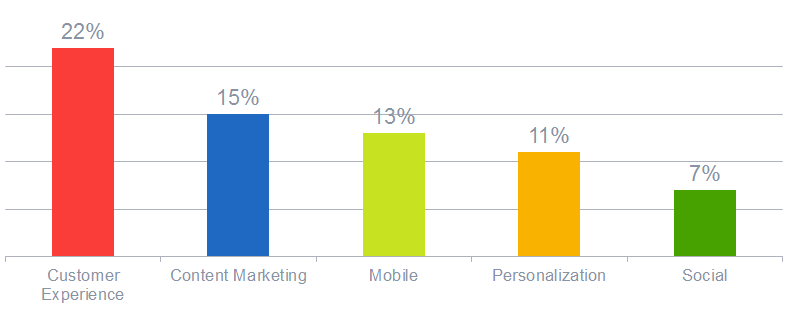 22%
15%
13%
11%
7%
Customer
Experience
Content Marketing
Mobile
Personalization
Social